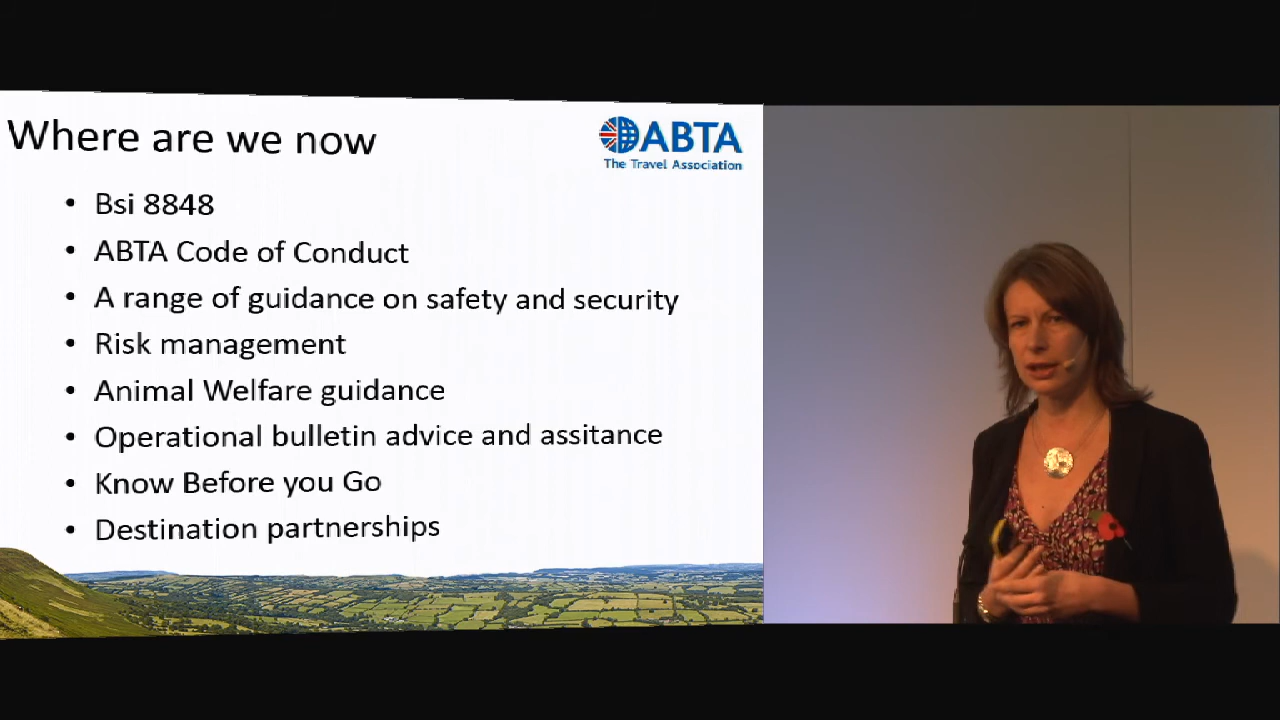 Where are we now
ABTA
The Travel Association
• Bsi 8848
• ABTA Code of Conduct
• A range of guidance on safety and security
• Risk management
• Animal Welfare guidance
• Operational bulletin advice and assitance
• Know Before you Go
• Destination partnerships